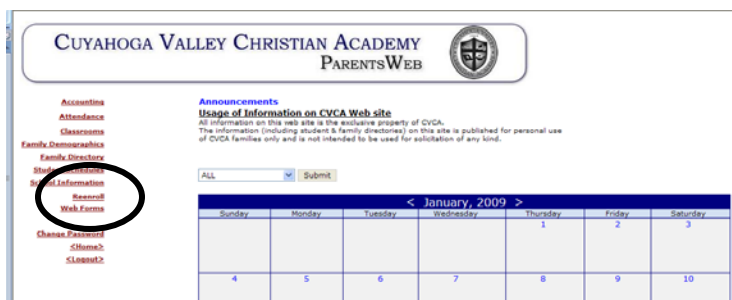 CUYAHOGA VALLEY CHRISTIAN ACADEMY
PARENTSWEB
Accounting
Attendance
Classrooms
Family Demographics
Family Directory
Student Schedules
School Information
Reenroll
Web Forms
Change Password
<Home>
<Logout>
Announcements
Usage of Information on CVCA Web site
All information on this web site is the exclusive property of CVCA.
The information (including student & family directories) on this site is published for personal use
of CVCA families only and is not intended to be used for solicitation of any kind.
ALL Submit
< January, 2009 >
Sunday Monday Tuesday Wednesday Thursday Friday Saturday
1 2 3
4 5 6 7 8 9 10